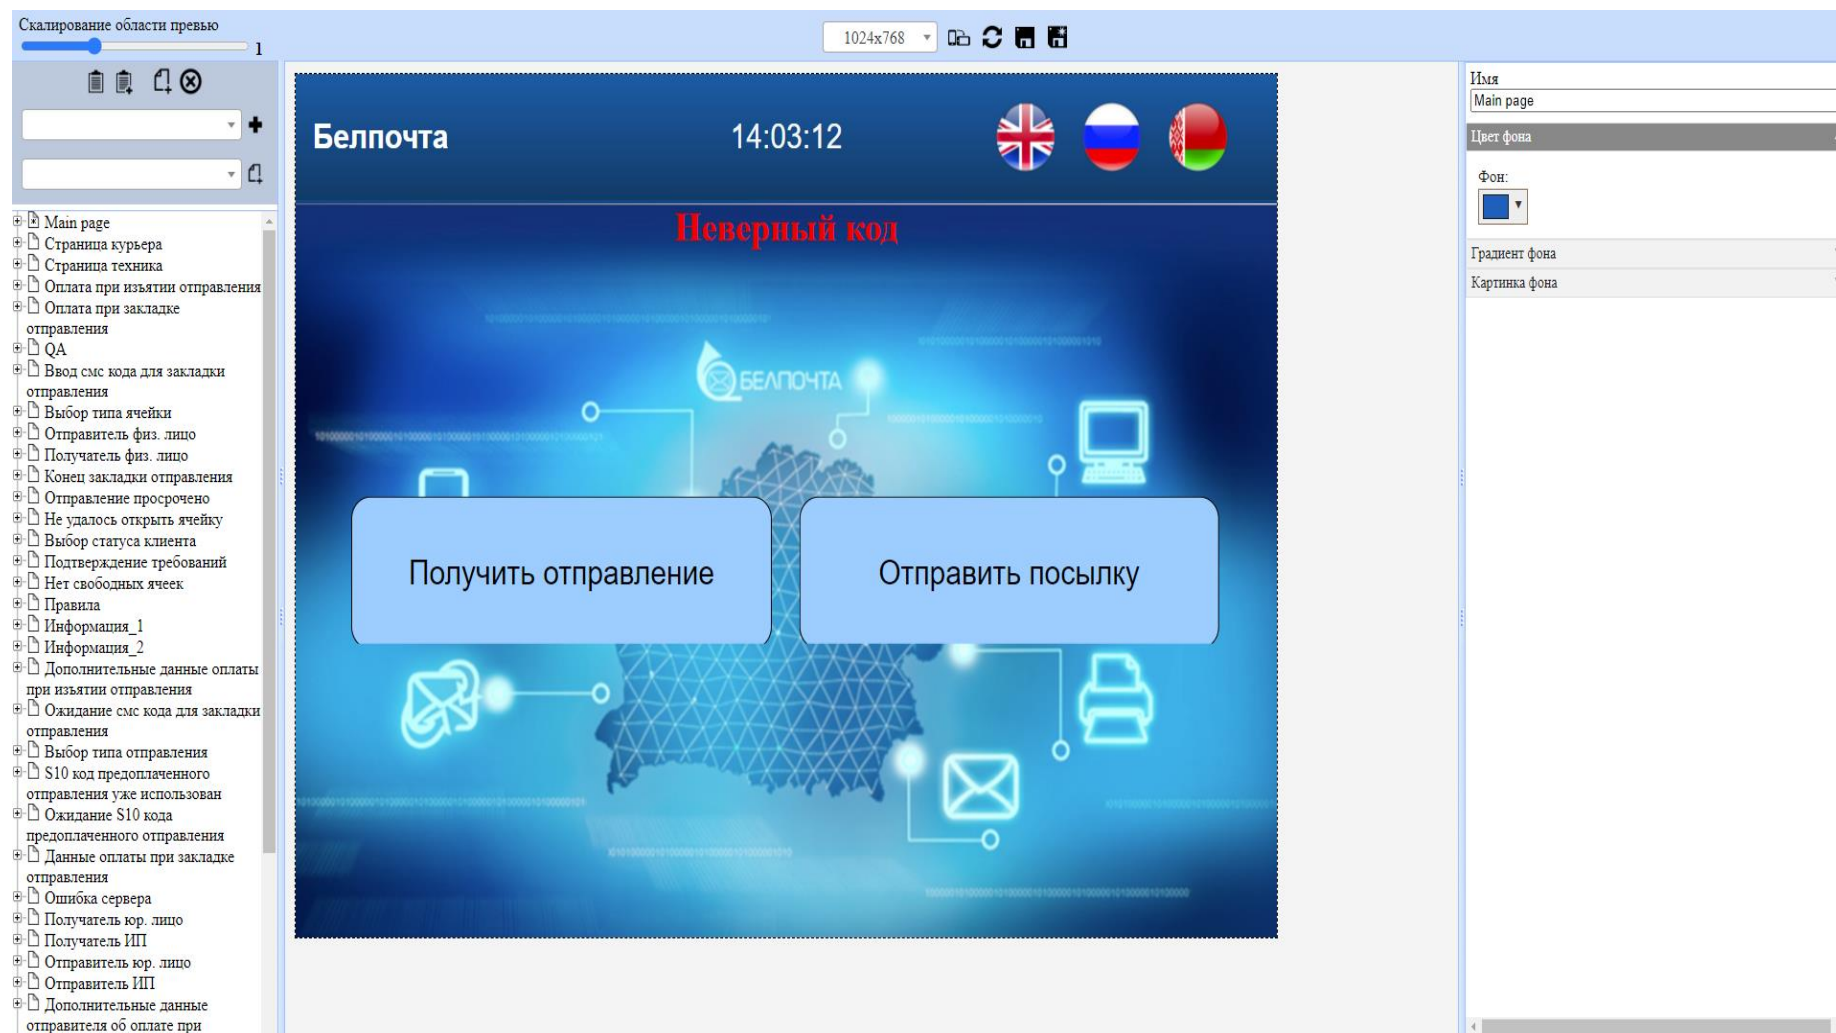 Скалирование области превью
1
1024x768
Main page
Страница курьера
Страница техника
Оплата при изъятии отправления
Оплата при закладке
отправления
QA
Ввод смс кода для закладки
отправления
Выбор типа ячейки
Отправитель физ. лицо
Получатель физ. лицо
Конец закладки отправления
Отправление просрочено
Не удалось открыть ячейку
Выбор статуса клиента
Подтверждение требований
Нет свободных ячеек
Правила
Информация_1
Информация_2
Дополнительные данные оплаты
при изъятии отправления
Ожидание смс кода для закладки
отправления
Выбор типа отправления
S10 код предоплаченного
отправления уже использован
Ожидание S10 кода
предоплаченного отправления
Данные оплаты при закладке
отправления
Ошибка сервера
Получатель юр. лицо
Получатель ИП
Отправитель юр. лицо
Отправитель ИП
Дополнительные данные
отправителя об оплате при
Белпочта
14:03:12
Неверный код
БЕЛПОЧТА
Получить отправление
Отправить посылку
Имя
Main page
Цвет фона
Фон:
Градиент фона
Картинка фона